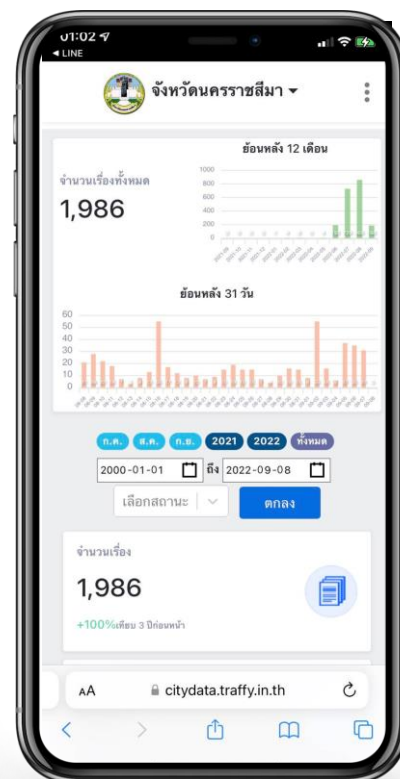 01:02
◀ LINE
จังหวัดนครราชสีมา
ย้อนหลัง 12 เดือน
จำนวนเรื่องทั้งหมด
1,986
1000
800
600
400
200
0
ย้อนหลัง 31 วัน
60
50
40
30
20
10
0
ก.ค. ส.ค. ก.ย. 2021 2022 ทั้งหมด
2000-01-01 ถึง 2022-09-08
เลือกสถานะ ตกลง
จำนวนเรื่อง
1,986
+100%เทียบ 3 ปีก่อนหน้า
AA citydata.traffy.in.th